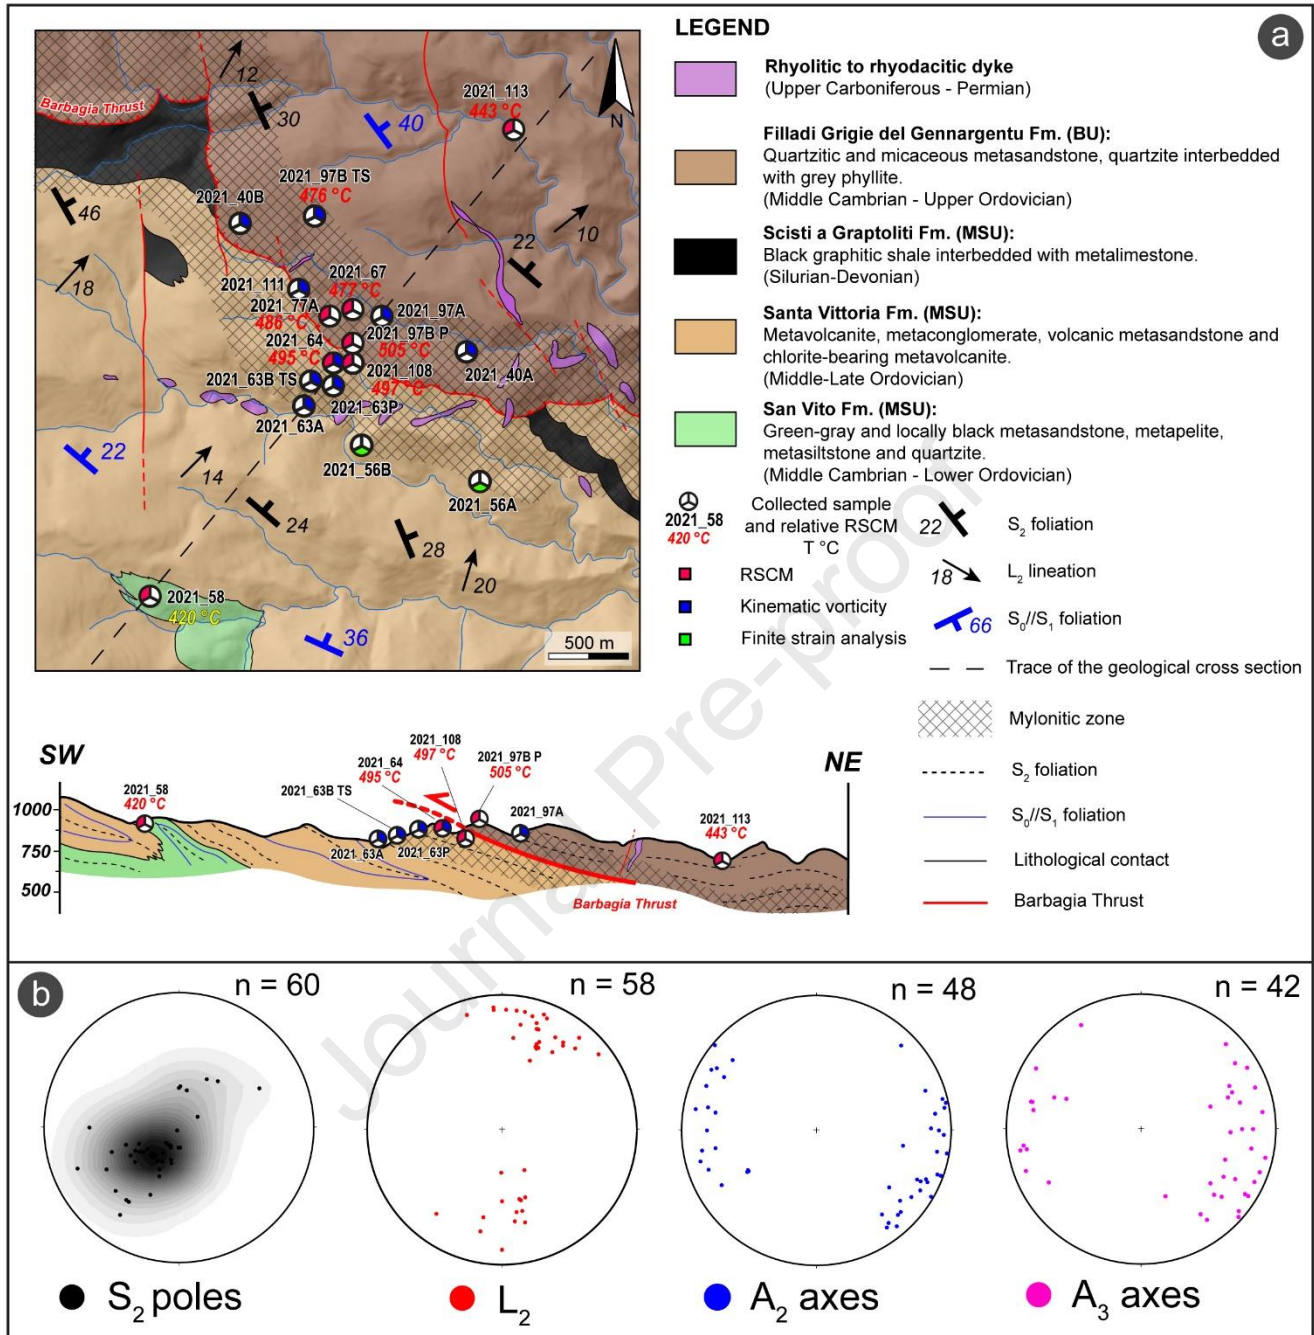 a
LEGEND
Rhyolitic to rhyodacitic dyke
(Upper Carboniferous - Permian)
Filladi Grigie del Gennargentu Fm. (BU):
Quartzitic and micaceous metasandstone, quartzite interbedded
with grey phyllite.
(Middle Cambrian - Upper Ordovician)
Scisti a Graptoliti Fm. (MSU):
Black graphitic shale interbedded with metalimestone.
(Silurian-Devonian)
Santa Vittoria Fm. (MSU):
Metavolcanite, metaconglomerate, volcanic metasandstone and
chlorite-bearing metavolcanite.
(Middle-Late Ordovician)
San Vito Fm. (MSU):
Green-gray and locally black metasandstone, metapelite,
metasiltstone and quartzite.
(Middle Cambrian - Lower Ordovician)
2021_58
420 °C
Collected sample
and relative RSCM
T °C
RSCM
Kinematic vorticity
Finite strain analysis
22
S2 foliation
18
L2 lineation
66
S0//S1 foliation
Trace of the geological cross section
Mylonitic zone
S2 foliation
S0//S1 foliation
Lithological contact
Barbagia Thrust
Barbagia Thrust
12
30
40
2021_113
443 °C
N
46
2021_40B
2021_97B TS
476 °C
10
22
18
2021_111
2021_67
477 °C
2021_77A
486 °C
2021_97A
2021_97B P
505 °C
2021_64
495 °C
2021_108
497 °C
2021_40A
2021_63B TS
2021_63P
2021_63A
2021_56B
2021_56A
22
14
24
28
20
2021_58
420 °C
36
500 m
SW
NE
1000
750
500
2021_58
420 °C
2021_63B TS
2021_64
495 °C
2021_108
497 °C
2021_97B P
505 °C
2021_97A
2021_113
443 °C
2021_63A
2021_63P
Barbagia Thrust
Journal Pre-proof
b
n = 60
n = 58
n = 48
n = 42
S2 poles
L2
A2 axes
A3 axes